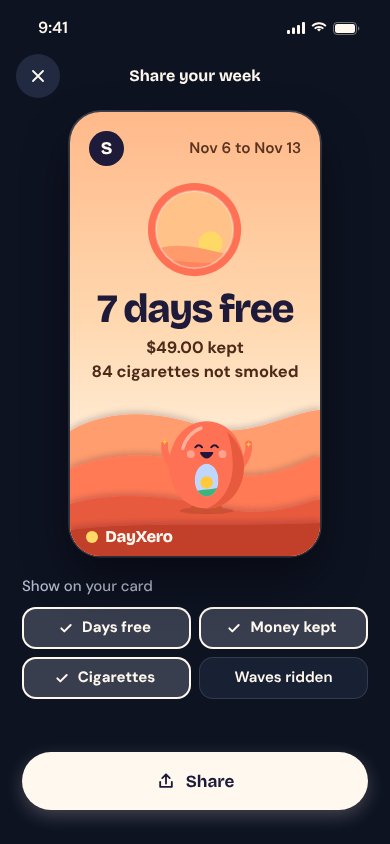 9:41
Share your week
S
Nov 6 to Nov 13
7 days free
$49.00 kept
84 cigarettes not smoked
DayXero
Show on your card
Days free
Money kept
Cigarettes
Waves ridden
Share